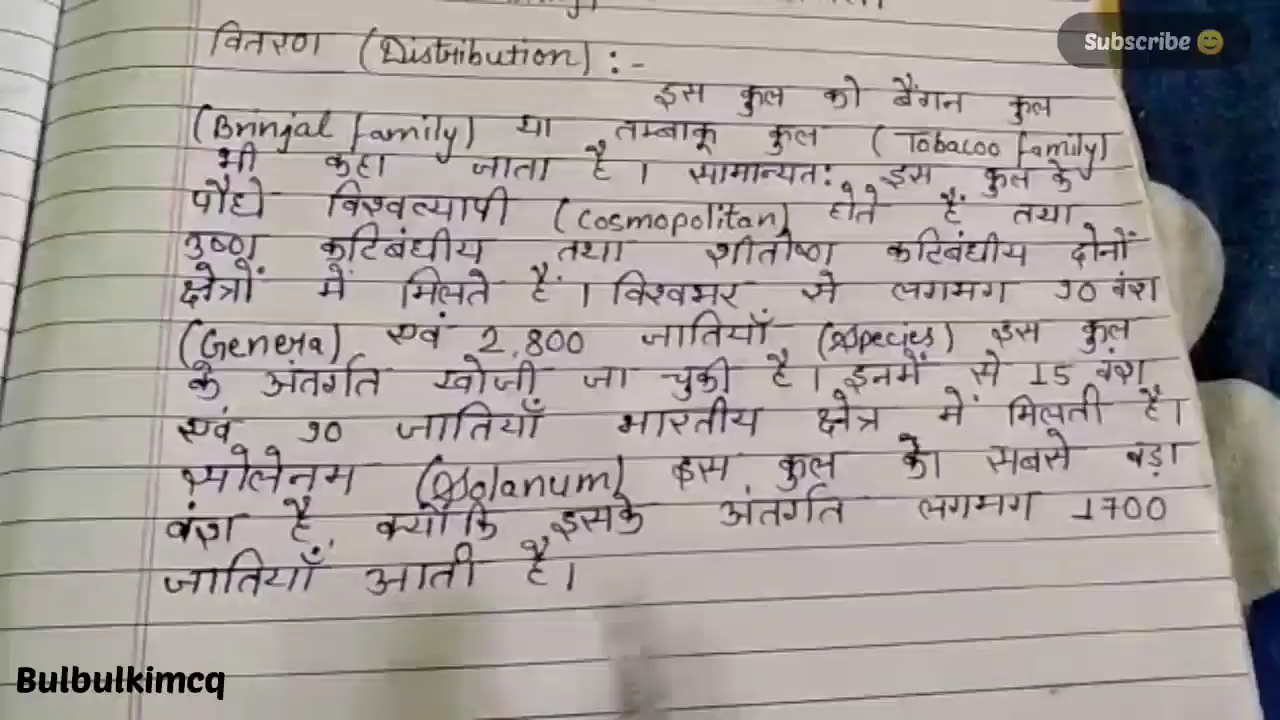 Subscribe 😊
वितरण (Distribution) :-
इस कुल को बैंगन कुल
(Brinjal family) या तम्बाकू कुल (Tobacoo family)
भी कहा जाता है। सामान्यत: इस कुल के
पौधे विश्वव्यापी (Cosmopolitan) होते हैं तथा
उष्ण कटिबंधीय तथा शीतोष्ण कटिबंधीय दोनों
क्षेत्रों में मिलते हैं। विश्वभर से लगभग 90 वंश
(Genera) एवं 2,800 जातियाँ (Species) इस कुल
के अंतर्गत खोजी जा चुकी है। इनमें से 15 वंश
एवं 90 जातियाँ भारतीय क्षेत्र में मिलती है।
सोलेनम (Solanum) इस कुल का सबसे बड़ा
वंश है, क्योंकि इसके अंतर्गत लगभग 1700
जातियाँ आती है।
Bulbulkimcq